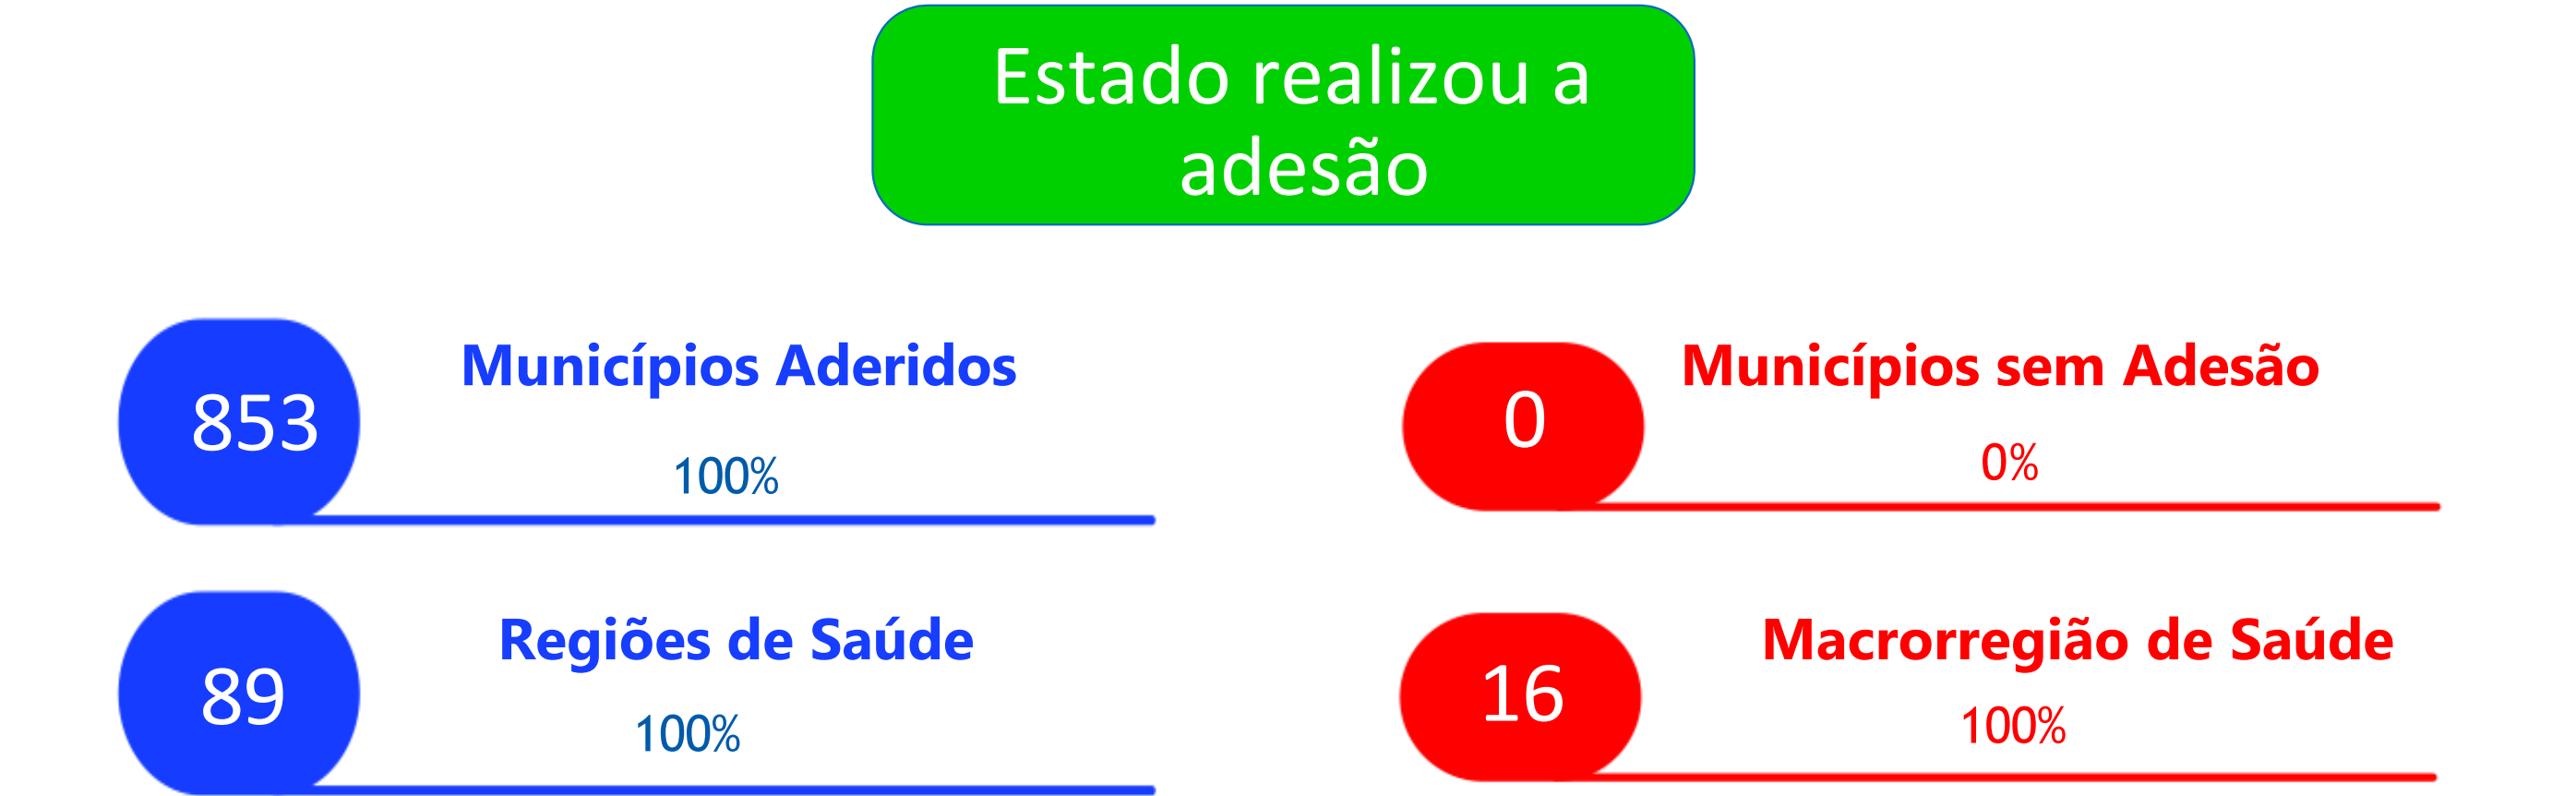 Estado realizou a
adesão
853
Municípios Aderidos
100%
0
Municípios sem Adesão
0%
89
Regiões de Saúde
100%
16
Macrorregião de Saúde
100%